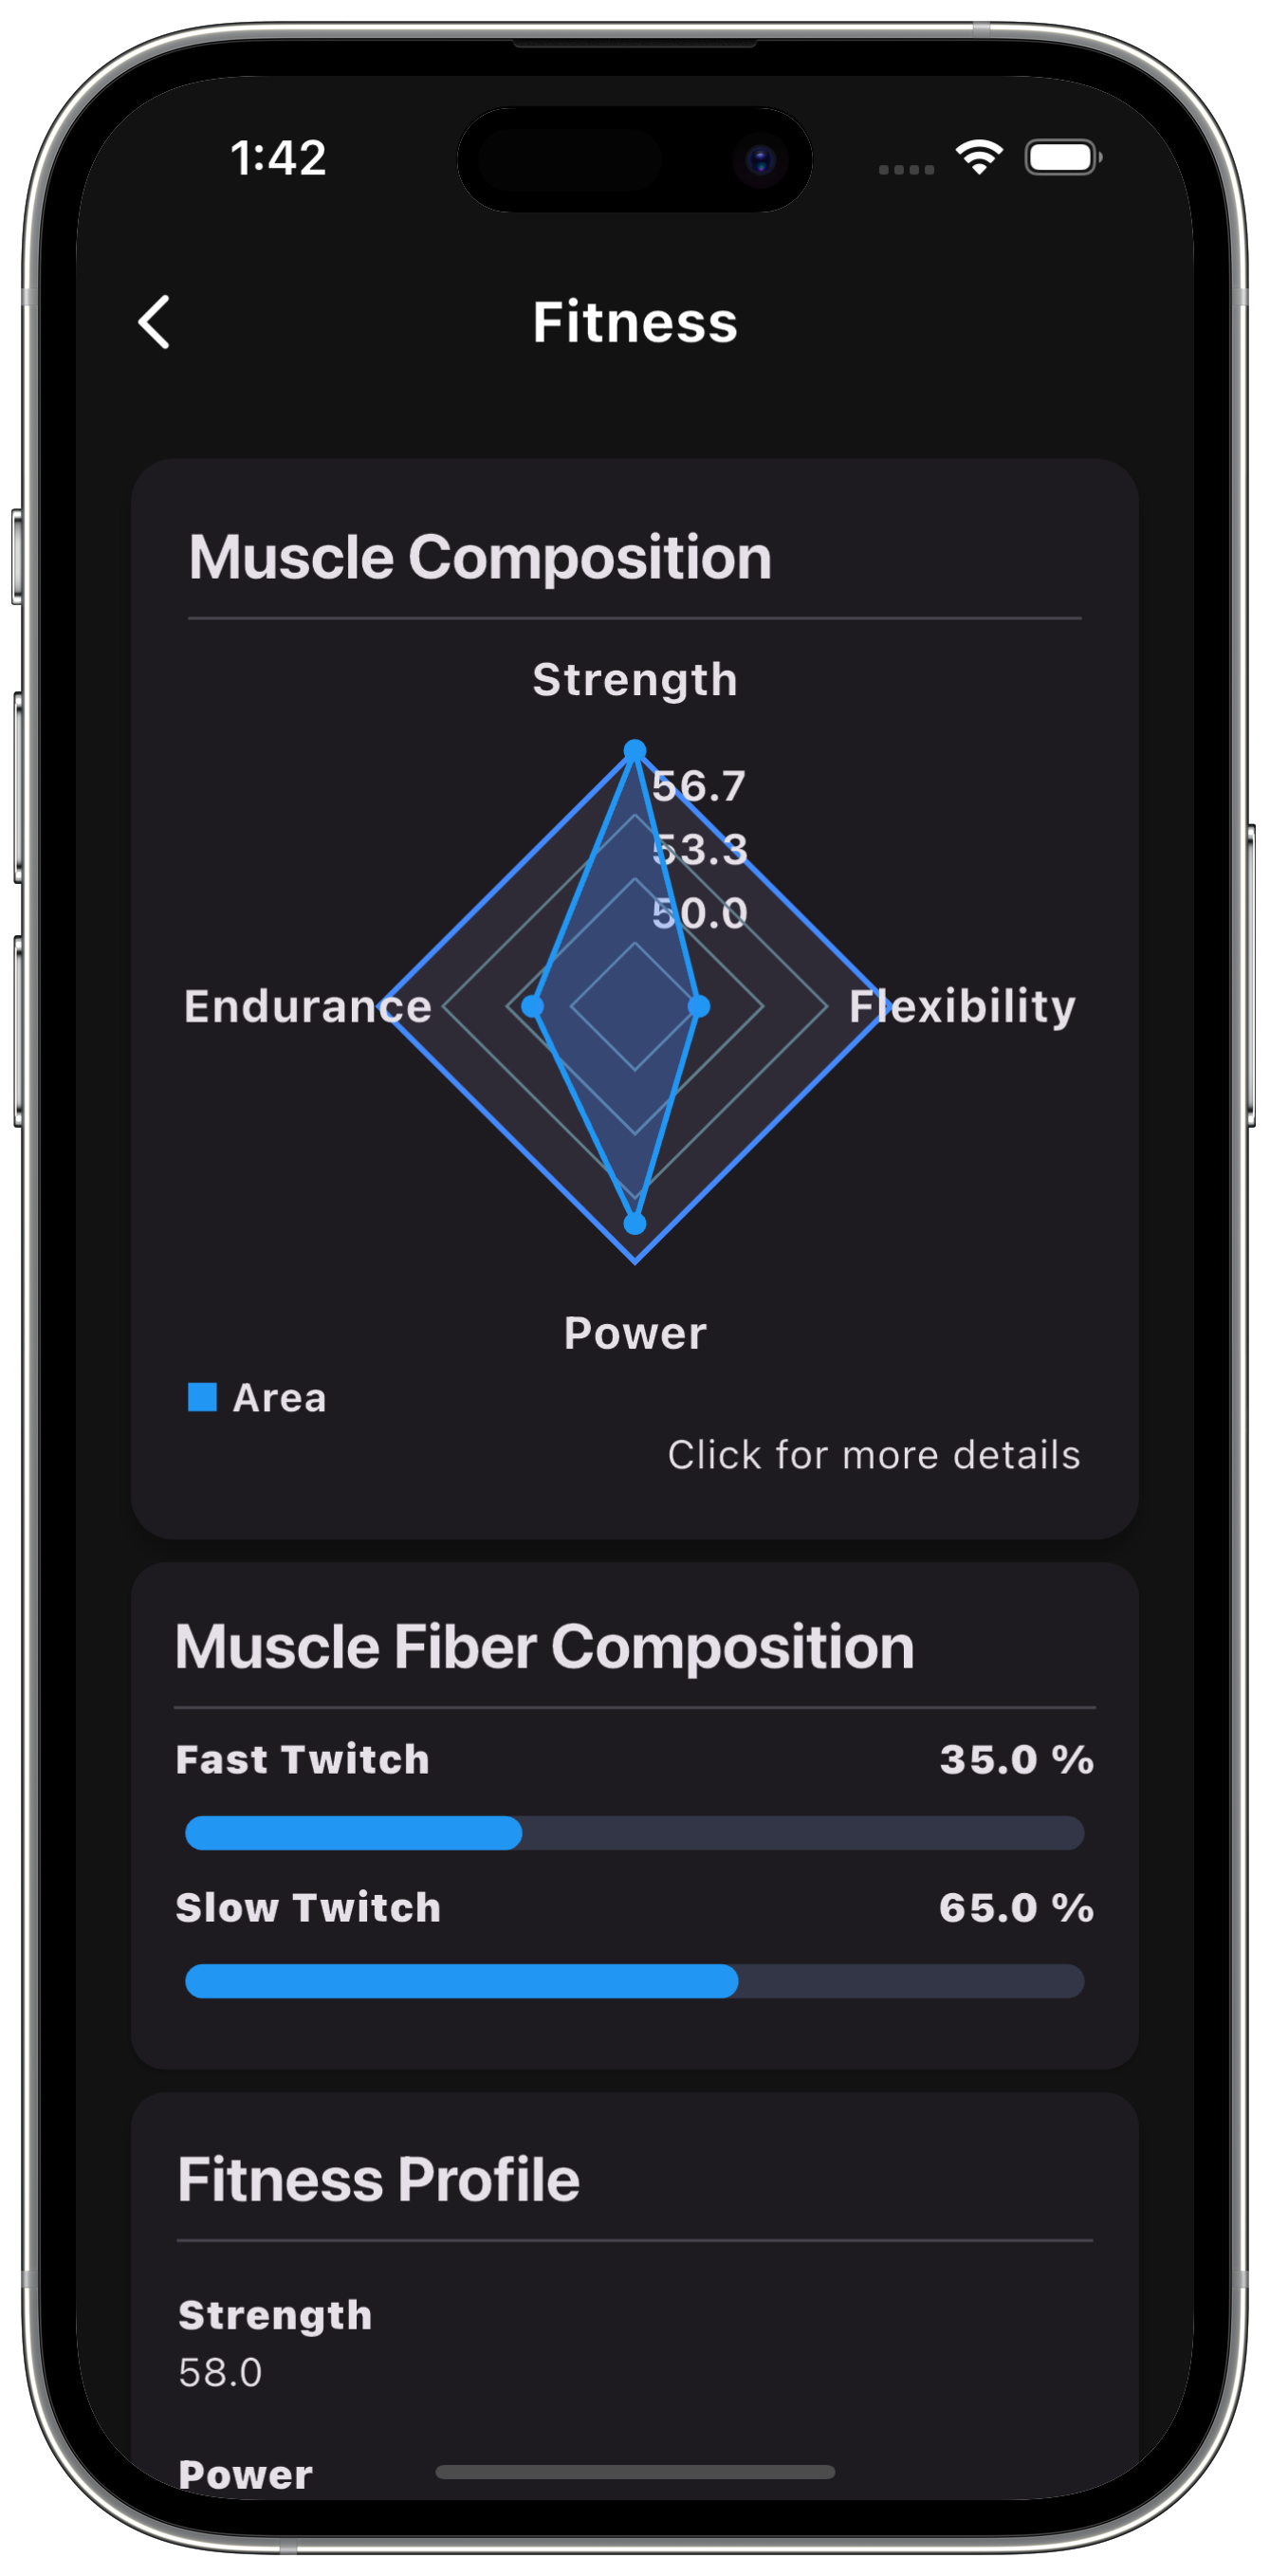 1:42
Fitness
Muscle Composition
Strength
56.7
53.3
50.0
Endurance
Flexibility
Power
Area
Click for more details
Muscle Fiber Composition
Fast Twitch 35.0 %
Slow Twitch 65.0 %
Fitness Profile
Strength
58.0
Power